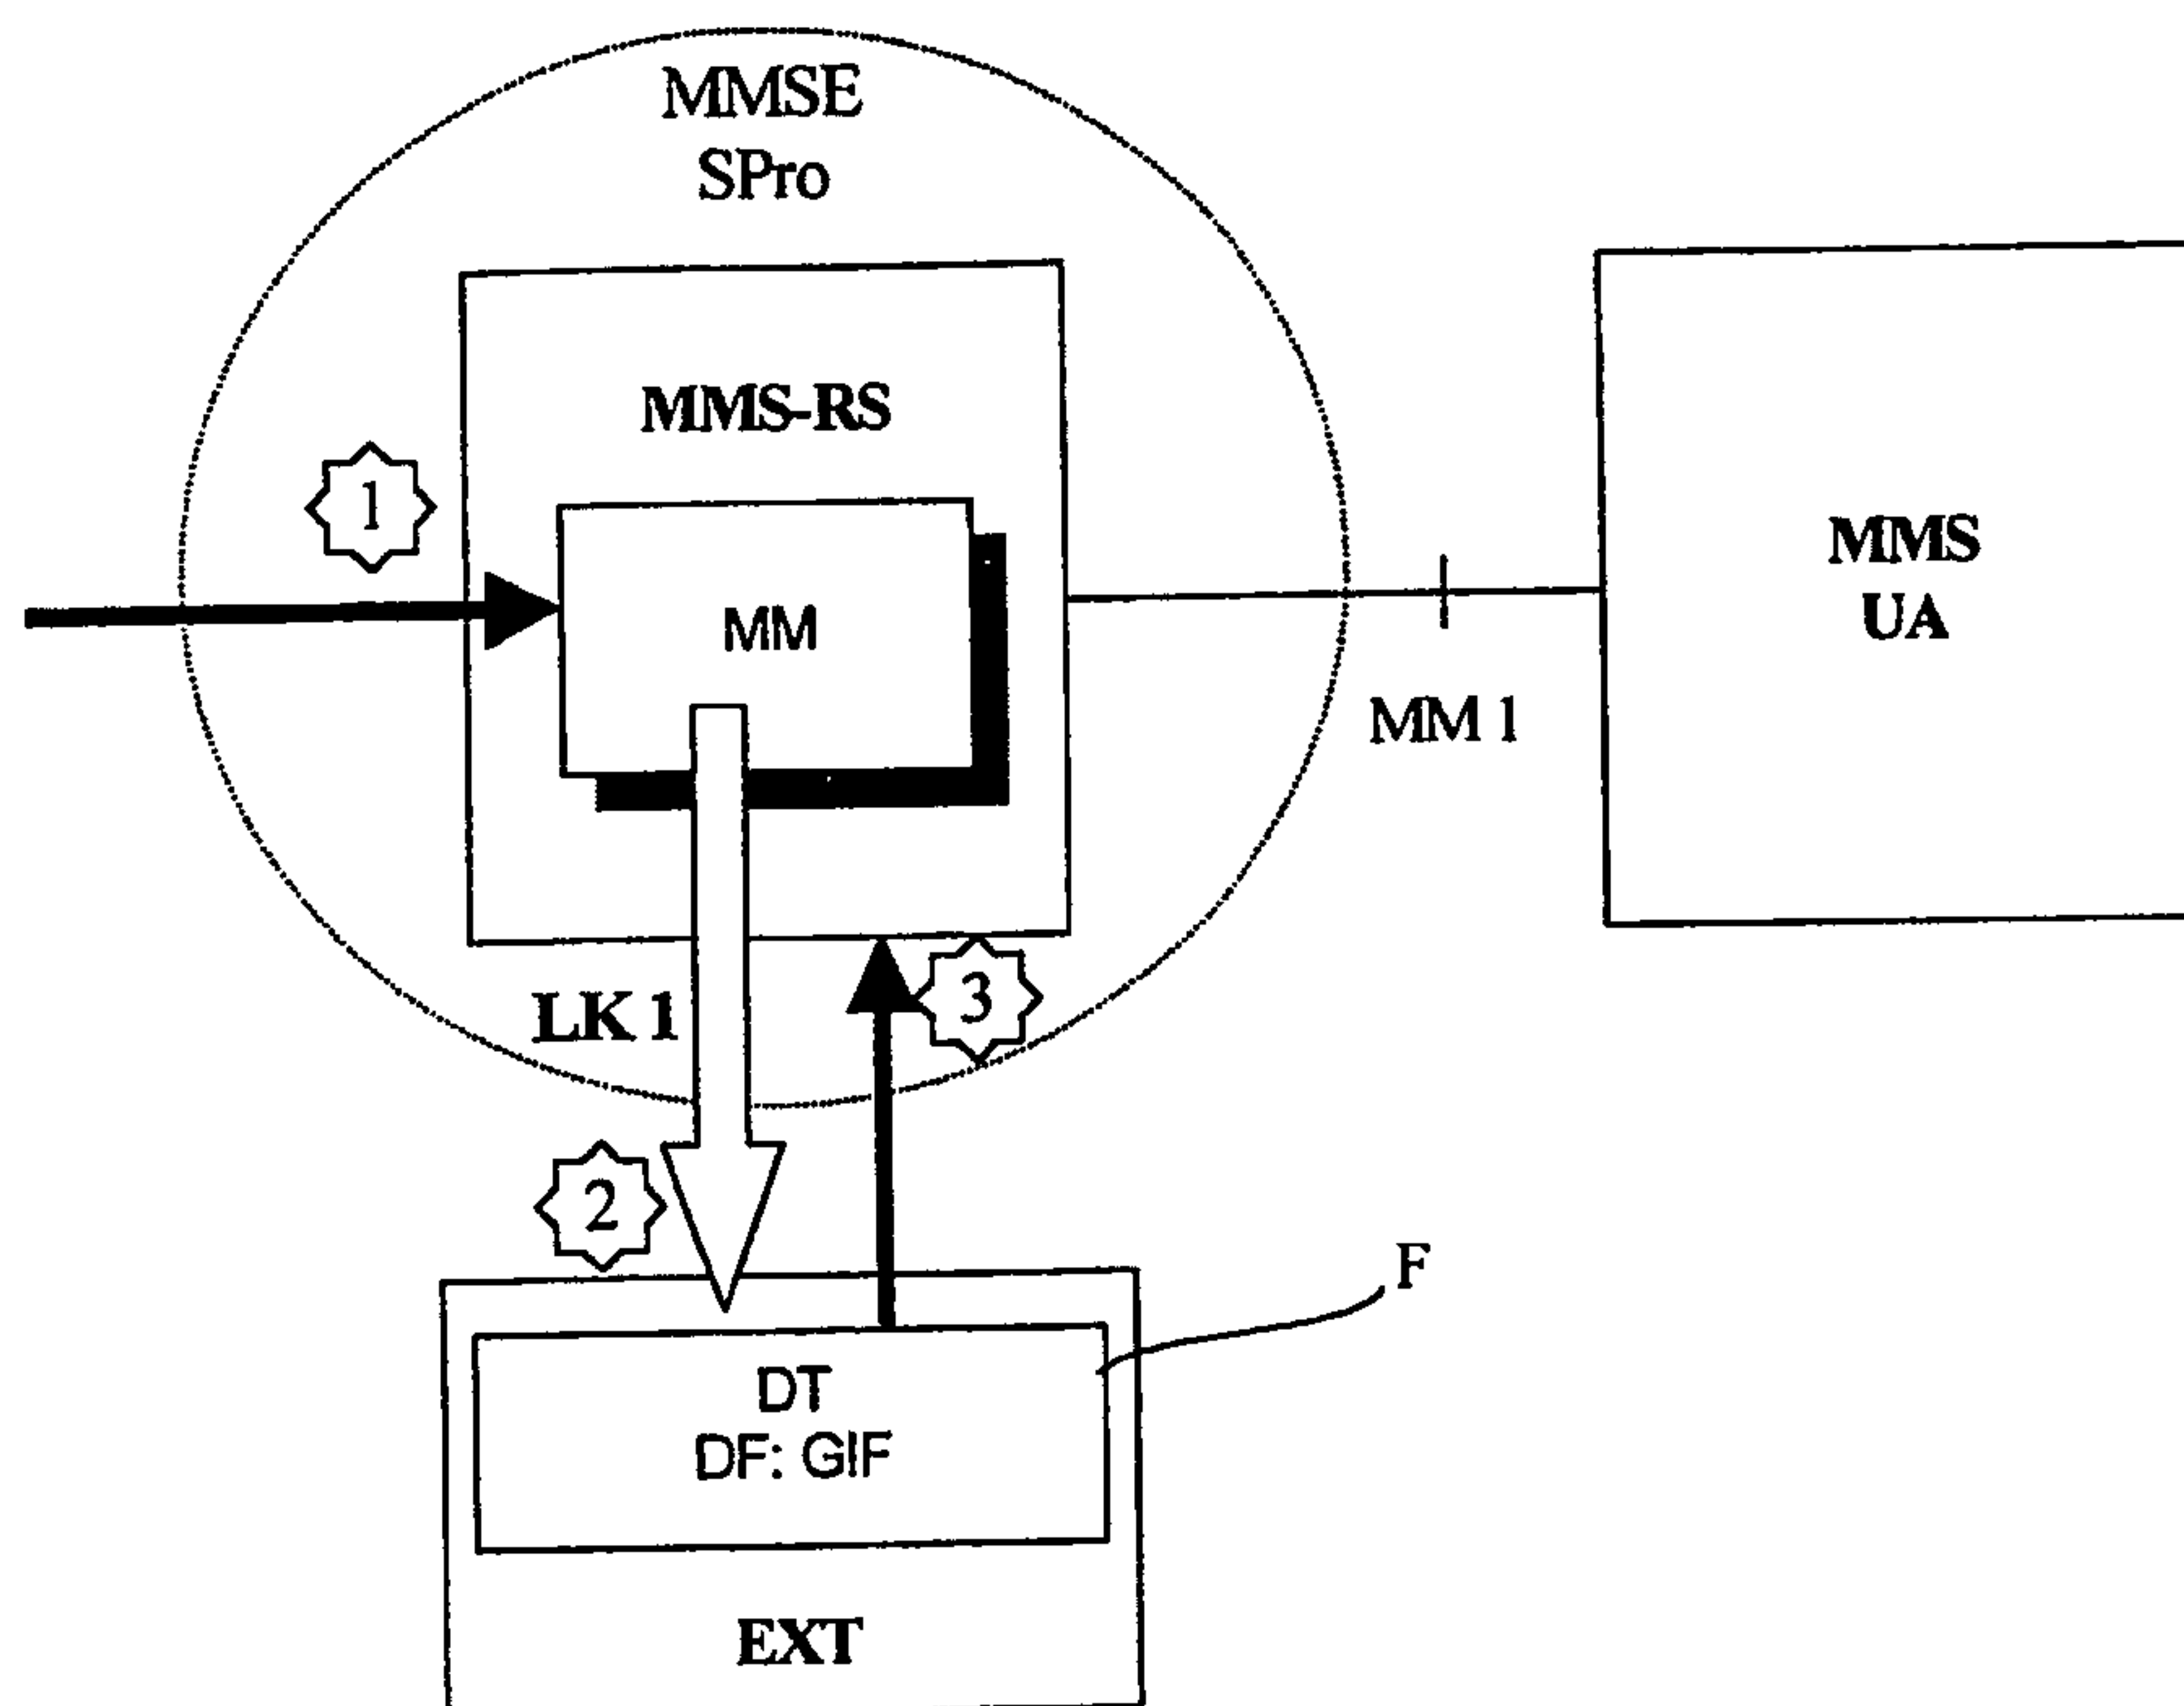 MMSE
SPro
MMS-RS
1
MM
MMS
UA
MM 1
LK 1
3
2
F
DT
DF: GIF
EXT